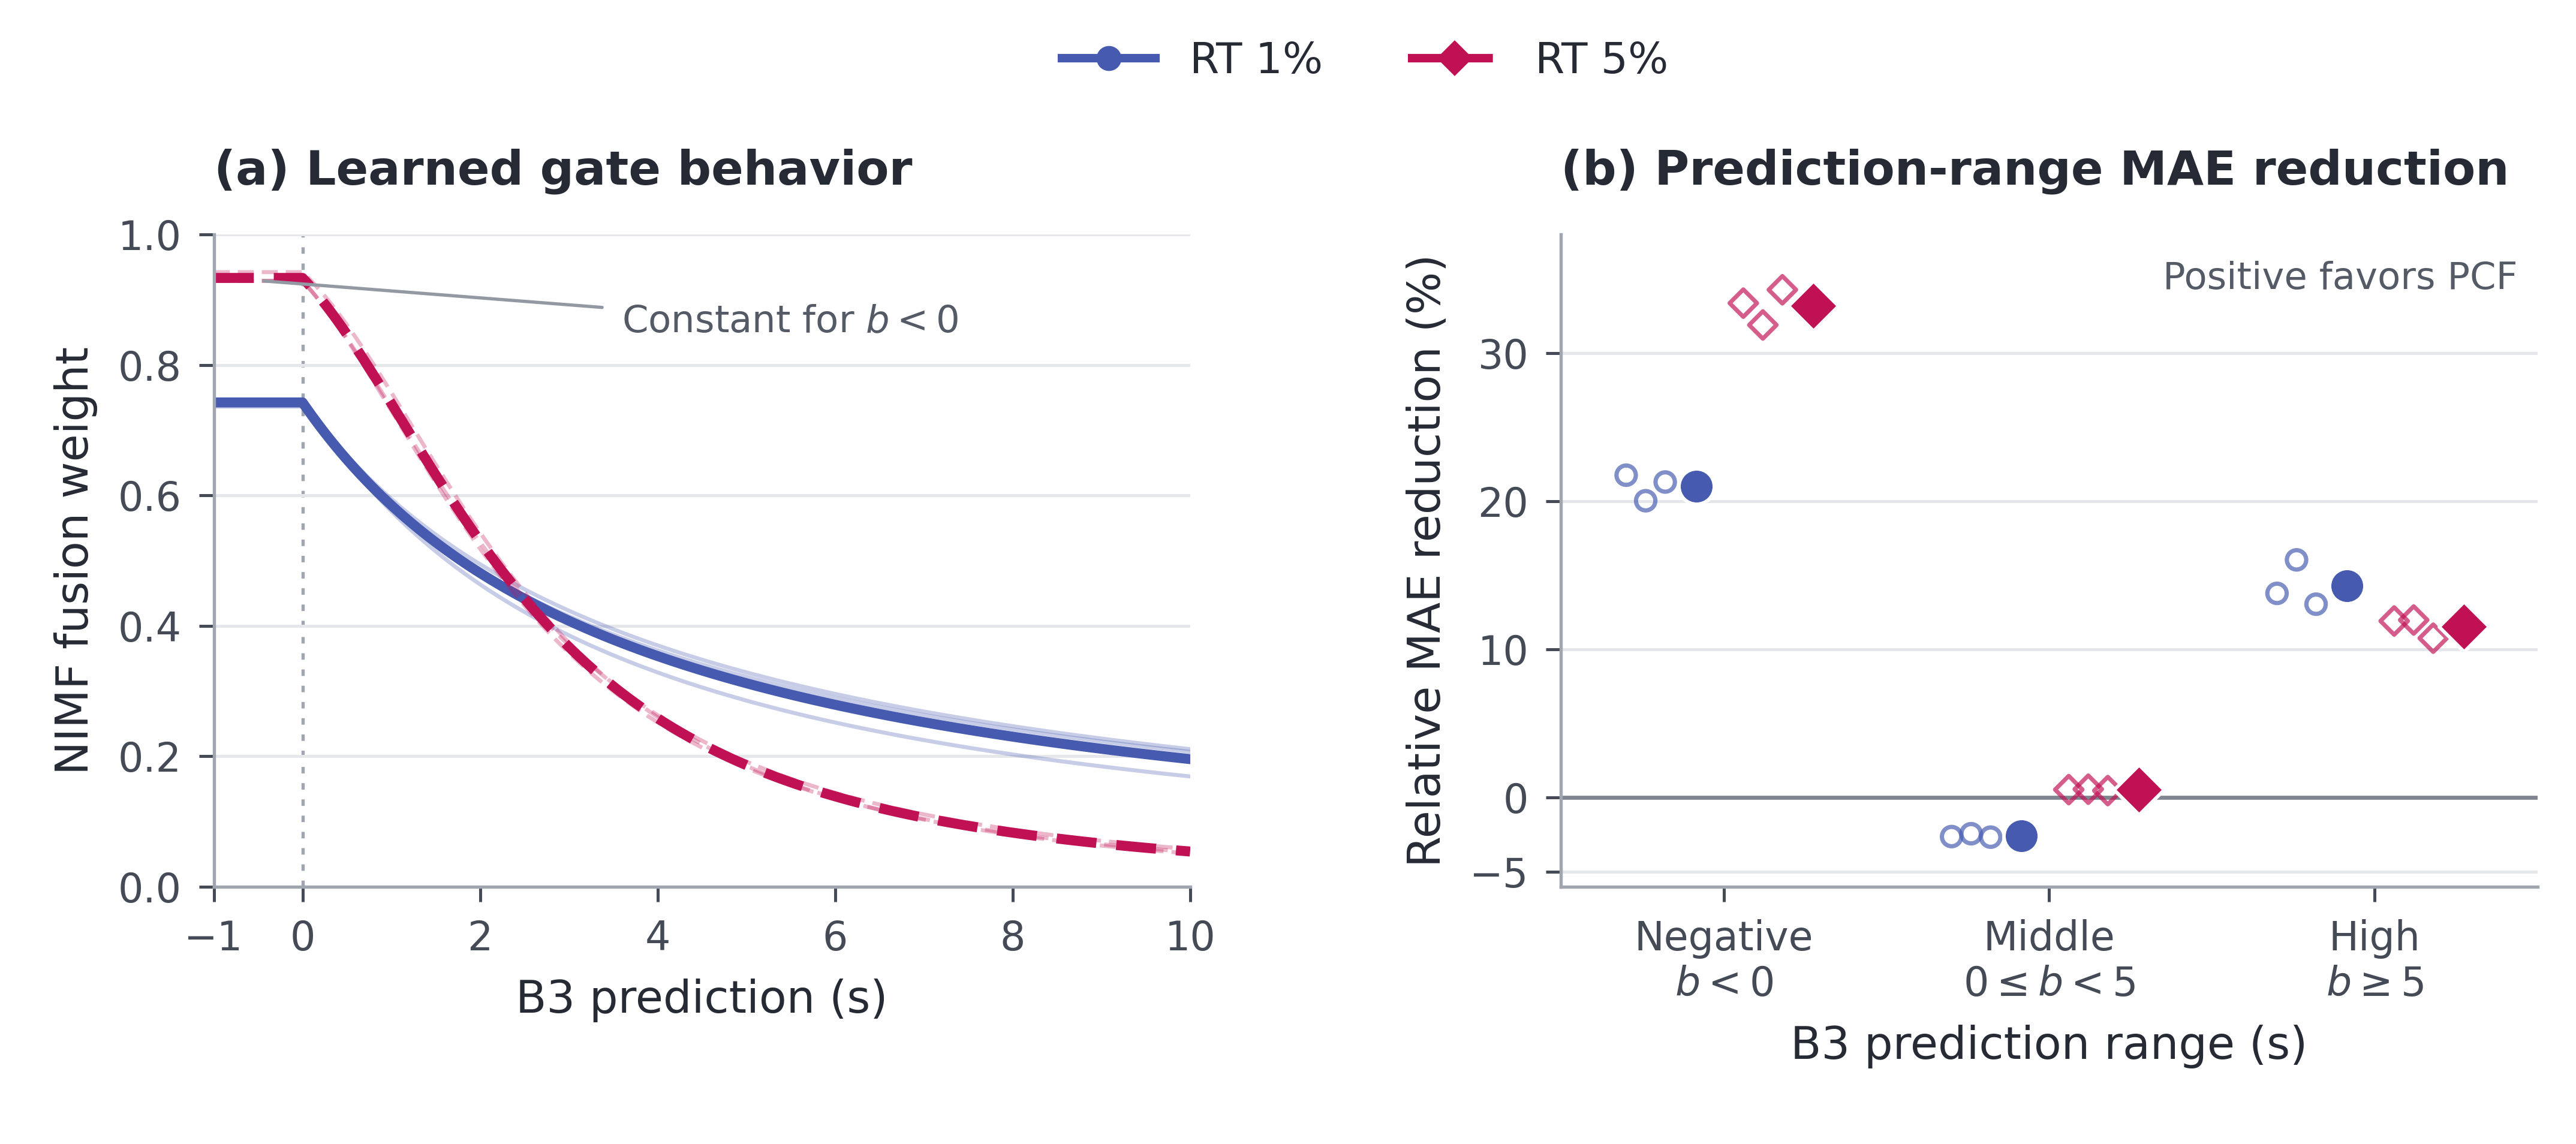 RT 1%
RT 5%
(a) Learned gate behavior
NIMF fusion weight
1.0
0.8
0.6
0.4
0.2
0.0
Constant for b < 0
−1
0
2
4
6
8
10
B3 prediction (s)
(b) Prediction-range MAE reduction
Relative MAE reduction (%)
30
20
10
0
−5
Positive favors PCF
Negative
b < 0
Middle
0 ≤ b < 5
High
b ≥ 5
B3 prediction range (s)